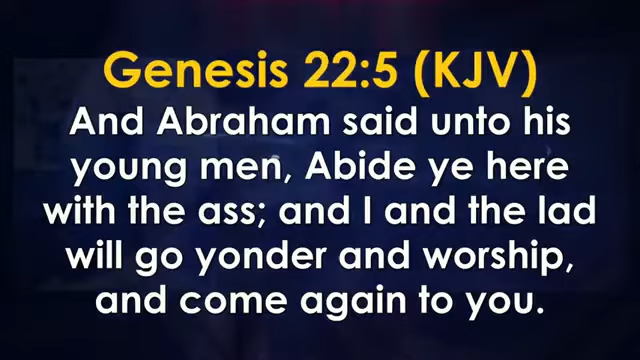 Genesis 22:5 (KJV)
And Abraham said unto his
young men, Abide ye here
with the ass; and I and the lad
will go yonder and worship,
and come again to you.